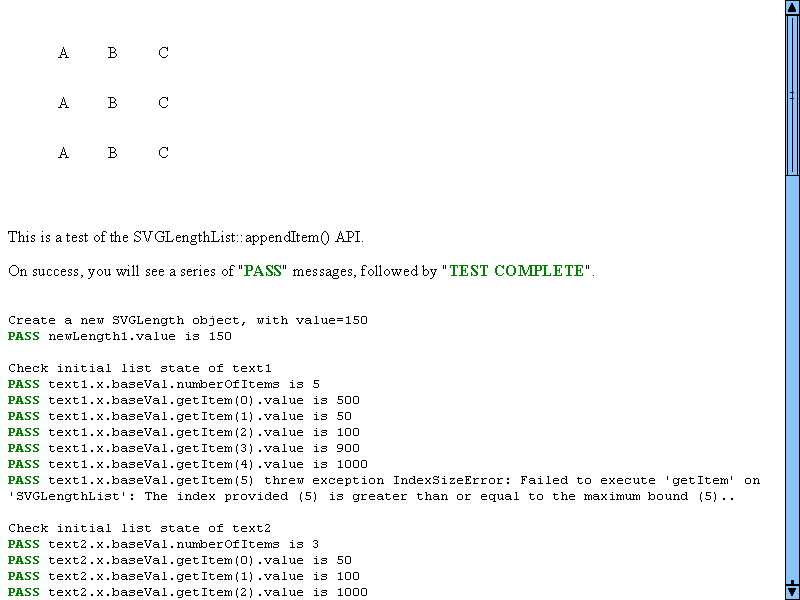 A B C
A B C
A B C
This is a test of the SVGLengthList::appendItem() API.
On success, you will see a series of "PASS" messages, followed by "TEST COMPLETE".
Create a new SVGLength object, with value=150
PASS newLength1.value is 150
Check initial list state of text1
PASS text1.x.baseVal.numberOfItems is 5
PASS text1.x.baseVal.getItem(0).value is 500
PASS text1.x.baseVal.getItem(1).value is 50
PASS text1.x.baseVal.getItem(2).value is 100
PASS text1.x.baseVal.getItem(3).value is 900
PASS text1.x.baseVal.getItem(4).value is 1000
PASS text1.x.baseVal.getItem(5) threw exception IndexSizeError: Failed to execute 'getItem' on
'SVGLengthList': The index provided (5) is greater than or equal to the maximum bound (5)..
Check initial list state of text2
PASS text2.x.baseVal.numberOfItems is 3
PASS text2.x.baseVal.getItem(0).value is 50
PASS text2.x.baseVal.getItem(1).value is 100
PASS text2.x.baseVal.getItem(2).value is 1000